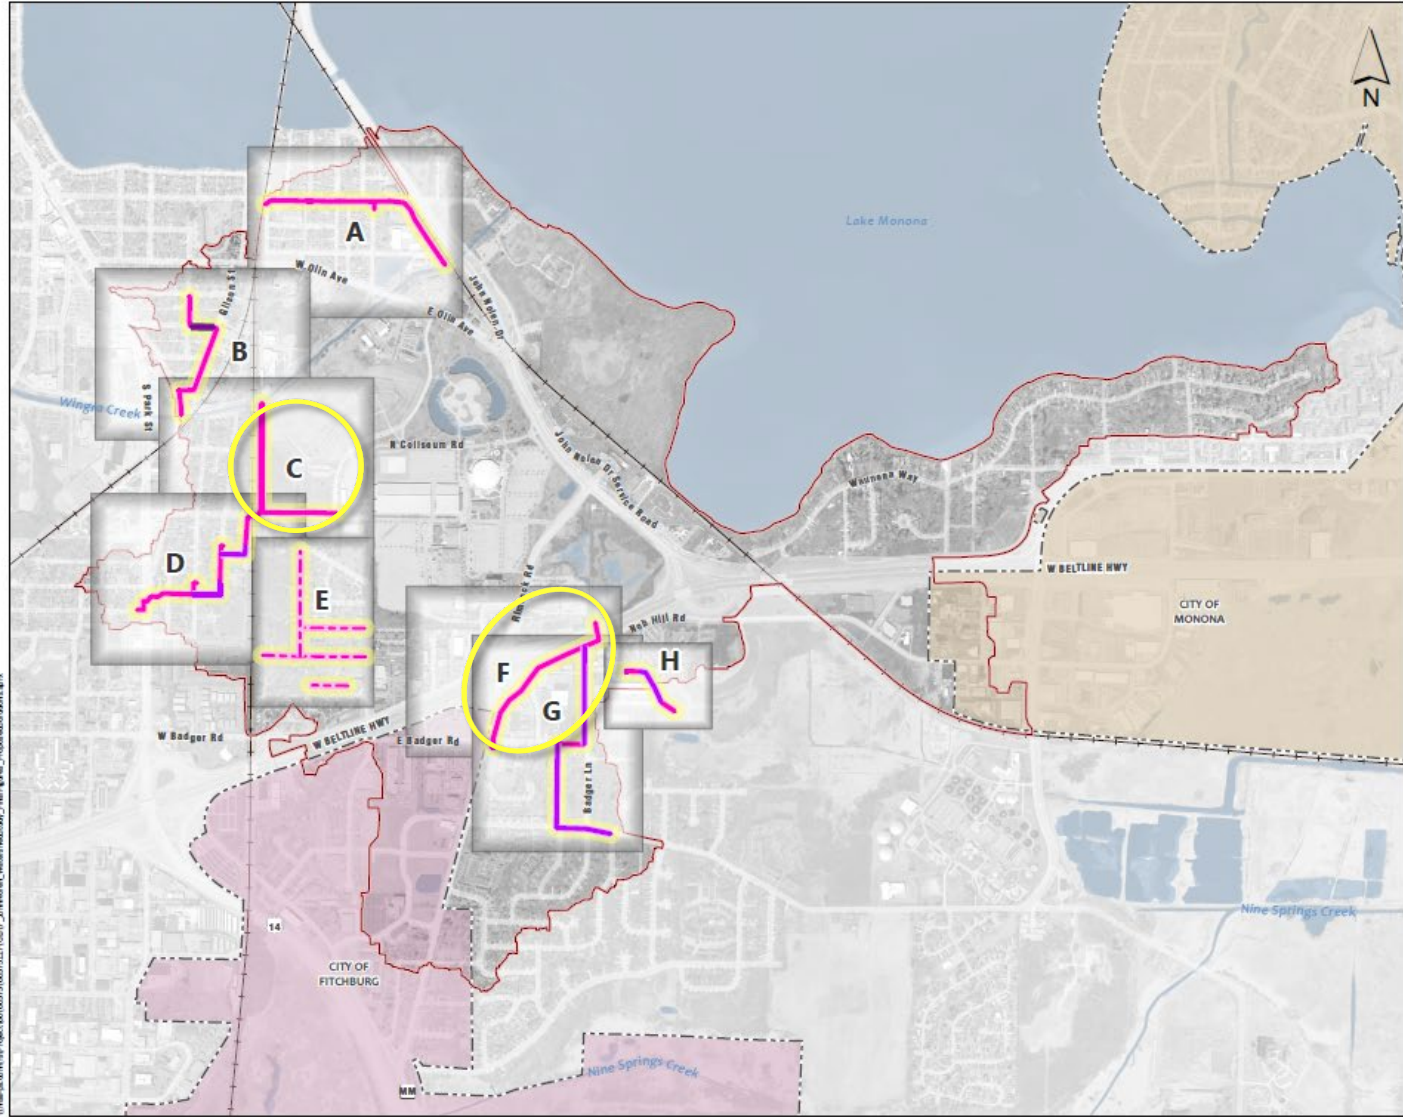 N
Lake Monona
A
W Olin Ave
Gilson St
John Nolen Dr
E Olin Ave
B
S Park St
Wingra Creek
N Coliseum Rd
C
John Nolen Dr Service Road
Waunona Way
D
E
W BELTLINE HWY
CITY OF
MONONA
Rimrock Rd
Nob Hill Rd
F
H
G
W Badger Rd
W BELTLINE HWY
E Badger Rd
Badger Ln
14
Nine Springs Creek
CITY OF
FITCHBURG
Nine Springs Creek
MM